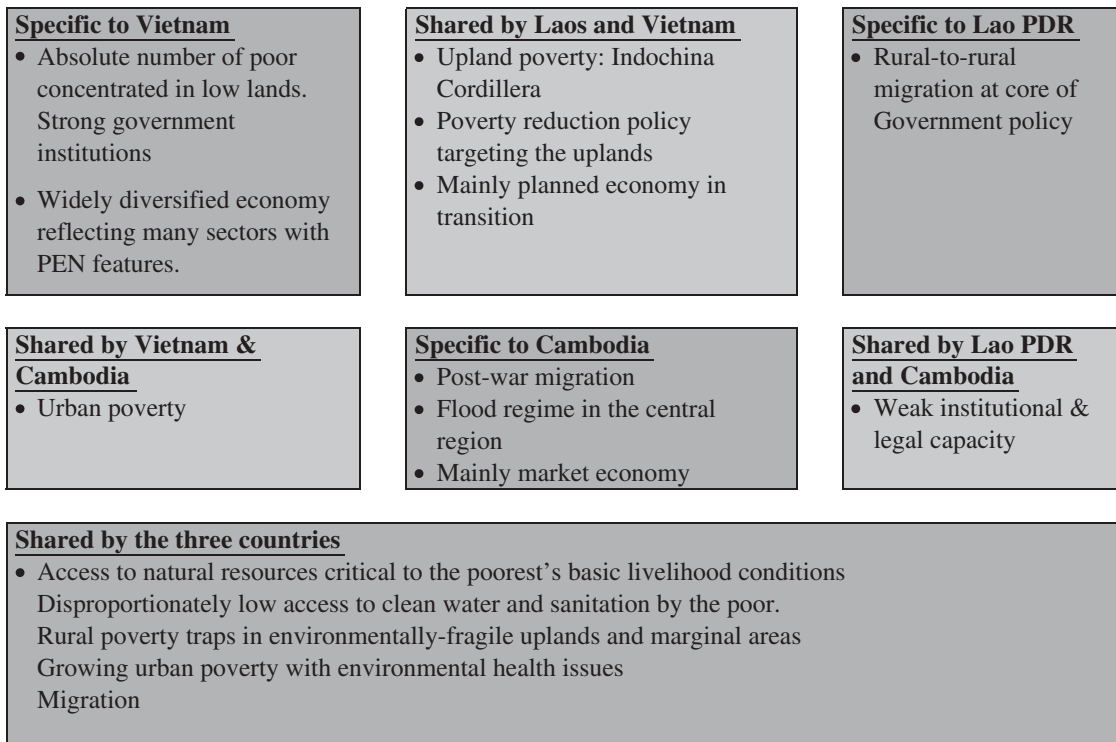 Specific to Vietnam
• Absolute number of poor
concentrated in low lands.
Strong government
institutions
• Widely diversified economy
reflecting many sectors with
PEN features.
Shared by Laos and Vietnam
• Upland poverty: Indochina
Cordillera
• Poverty reduction policy
targeting the uplands
• Mainly planned economy in
transition
Specific to Lao PDR
• Rural-to-rural
migration at core of
Government policy
Shared by Vietnam &
Cambodia
• Urban poverty
Specific to Cambodia
• Post-war migration
• Flood regime in the central
region
• Mainly market economy
Shared by Lao PDR
and Cambodia
• Weak institutional &
legal capacity
Shared by the three countries
• Access to natural resources critical to the poorest's basic livelihood conditions
Disproportionately low access to clean water and sanitation by the poor.
Rural poverty traps in environmentally-fragile uplands and marginal areas
Growing urban poverty with environmental health issues
Migration